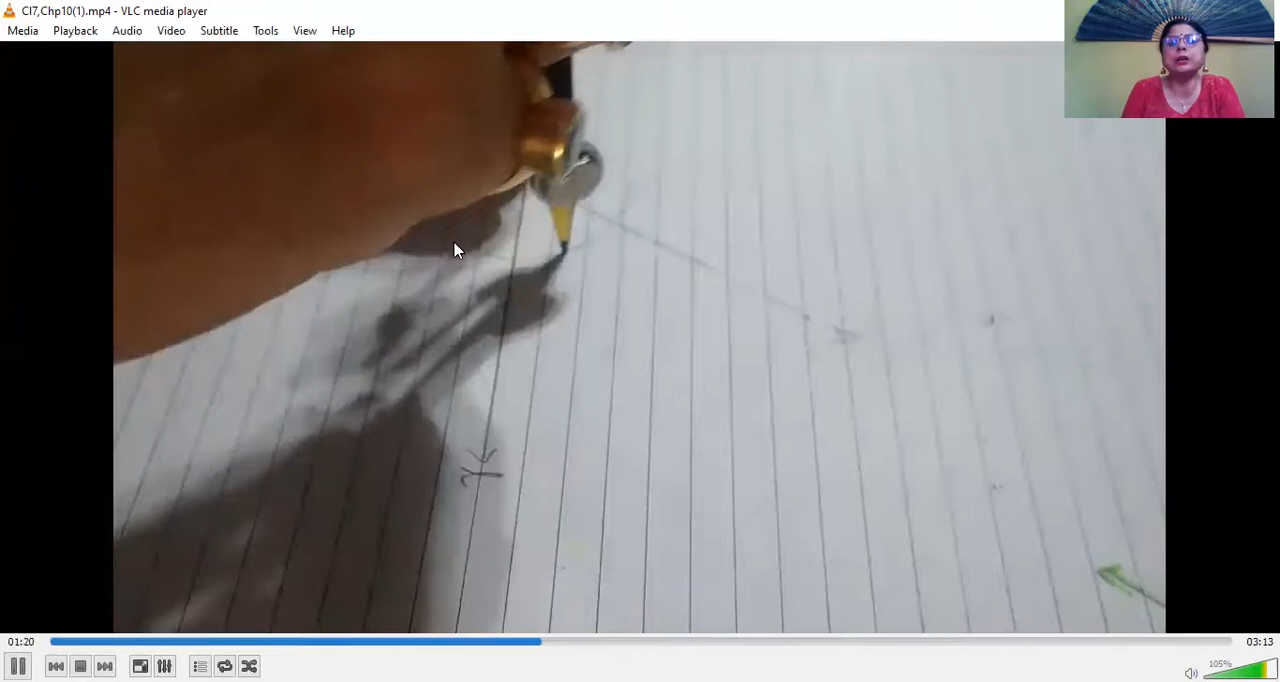 Cl7,Chp10(1).mp4 - VLC media player
Media Playback Audio Video Subtitle Tools View Help
01:20
03:13
105%